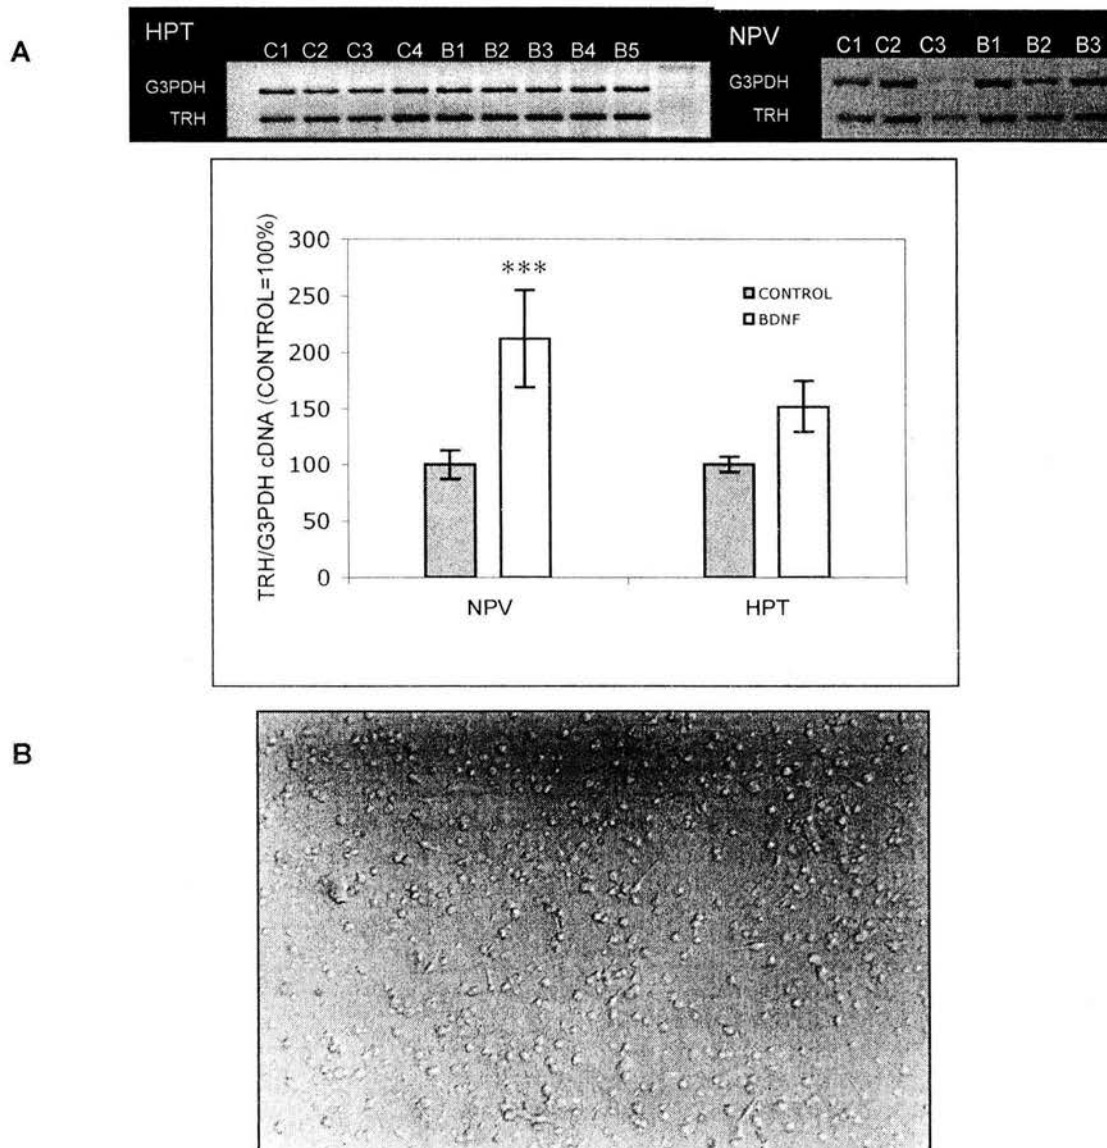 A
HPT
C1 C2 C3 C4 B1 B2 B3 B4 B5
G3PDH
TRH
NPV
C1 C2 C3 B1 B2 B3
G3PDH
TRH
TRH/G3PDH cDNA (CONTROL=100%)
300
250
200
150
100
50
0
***
CONTROL
BDNF
NPV
HPT
B